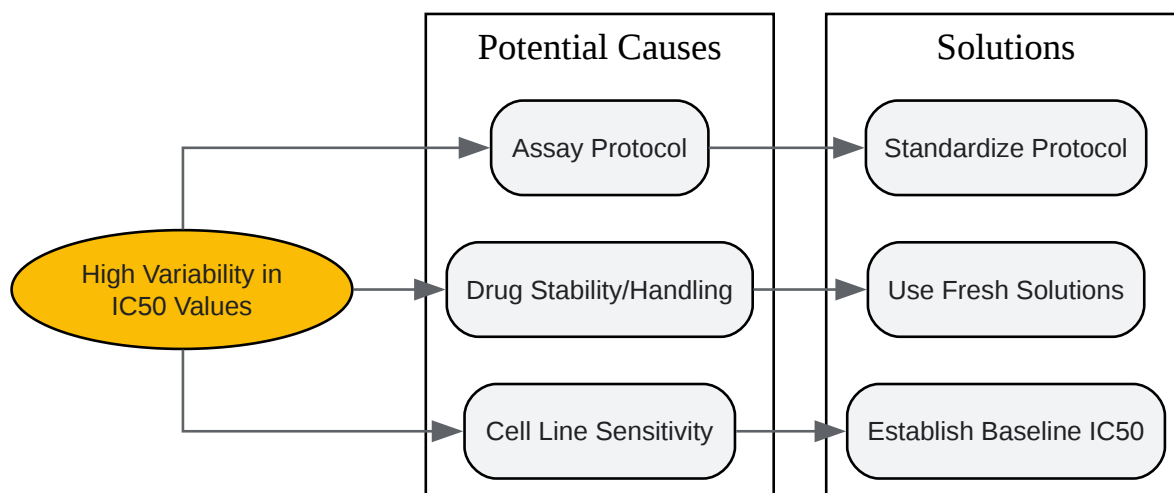 Potential Causes
Solutions
Assay Protocol
Standardize Protocol
High Variability in
IC50 Values
Drug Stability/Handling
Use Fresh Solutions
Cell Line Sensitivity
Establish Baseline IC50